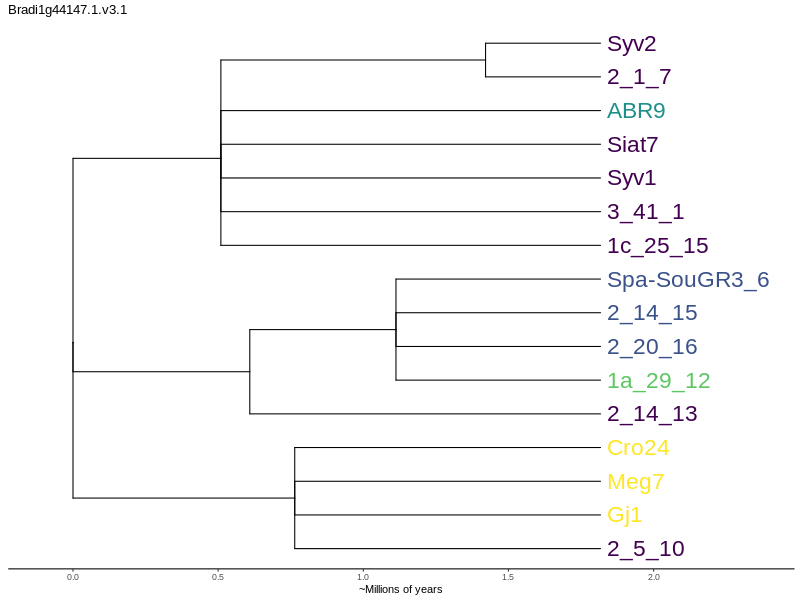 Bradi1g44147.1.v3.1
Syv2
2_1_7
ABR9
Siat7
Syv1
3_41_1
1c_25_15
Spa-SouGR3_6
2_14_15
2_20_16
1a_29_12
2_14_13
Cro24
Meg7
Gj1
2_5_10
0.0 0.5 1.0 1.5 2.0
~Millions of years